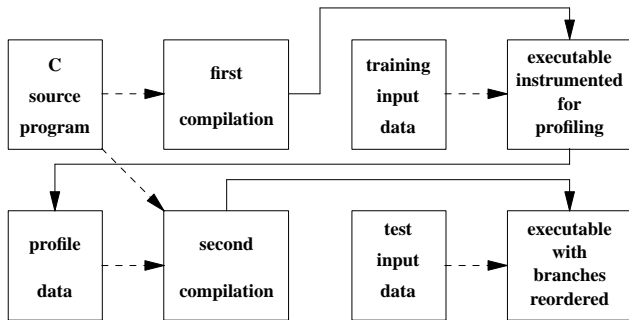 C
source
program
first
compilation
training
input
data
executable
instrumented
for
profiling
profile
data
second
compilation
test
input
data
executable
with
branches
reordered